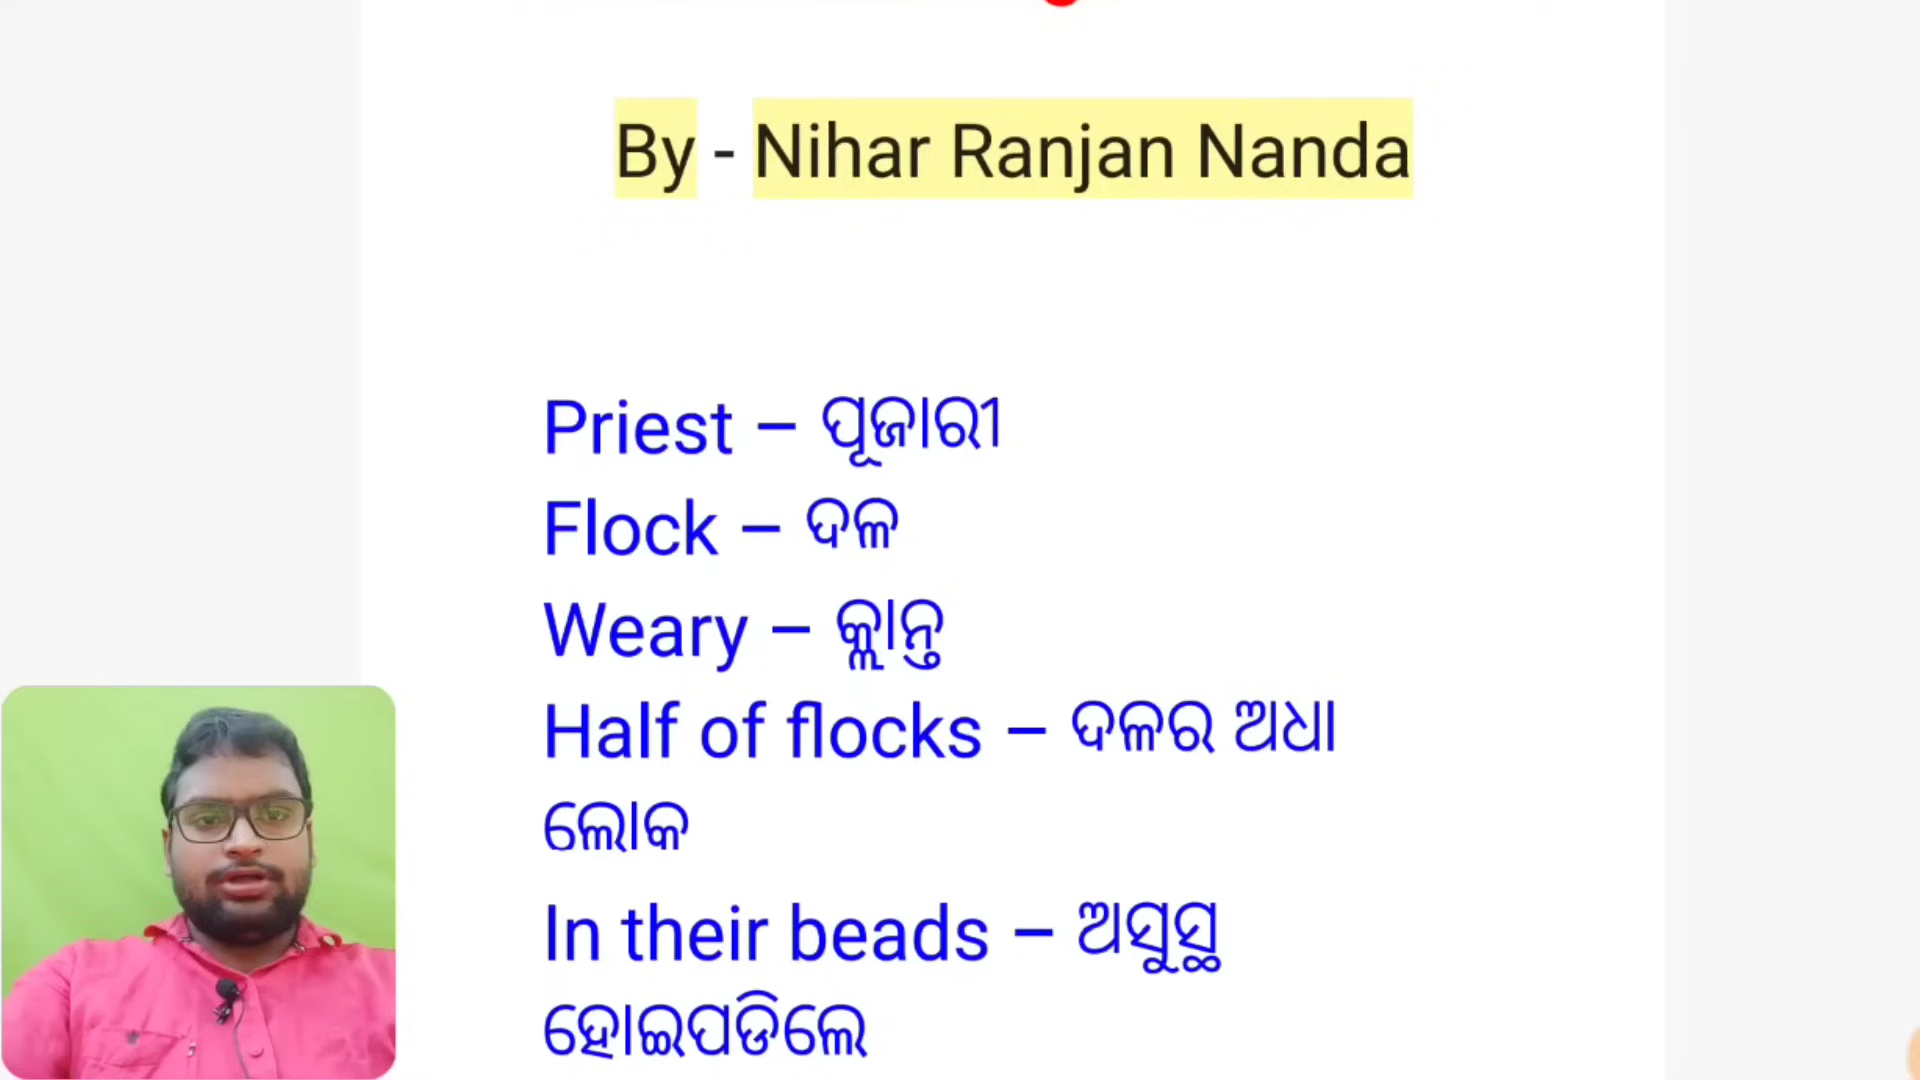 By - Nihar Ranjan Nanda
Priest – ପୂଜାରୀ
Flock – ଦଳ
Weary – କ୍ଲାନ୍ତ
Half of flocks – ଦଳର ଅଧା
ଲୋକ
In their beads – ଅସୁସ୍ଥ
ହୋଇପଡିଲେ